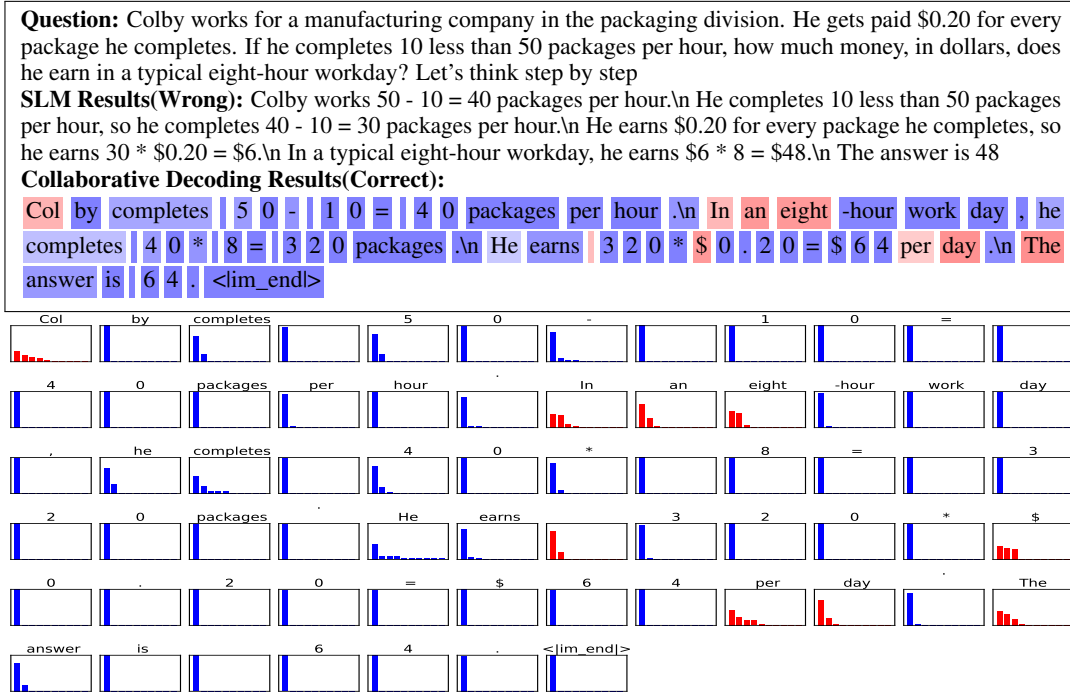 Question: Colby works for a manufacturing company in the packaging division. He gets paid $0.20 for every
package he completes. If he completes 10 less than 50 packages per hour, how much money, in dollars, does
he earn in a typical eight-hour workday? Let's think step by step
SLM Results(Wrong): Colby works 50 - 10 = 40 packages per hour.\n He completes 10 less than 50 packages
per hour, so he completes 40 - 10 = 30 packages per hour.\n He earns $0.20 for every package he completes, so
he earns 30 * $0.20 = $6.\n In a typical eight-hour workday, he earns $6 * 8 = $48.\n The answer is 48
Collaborative Decoding Results(Correct):
Col by completes 5 0 - 1 0 = 4 0 packages per hour .\n In an eight -hour work day , he
completes 4 0 * 8 = 3 2 0 packages .\n He earns 3 2 0 * $ 0 . 2 0 = $ 6 4 per day .\n The
answer is 6 4 . <|im_end|>
Col by completes 5 0 - 1 0 =
4 0 packages per hour . In an eight -hour work day
, he completes 4 0 * 8 = 3
2 0 packages . He earns 3 2 0 * $
0 . 2 0 = $ 6 4 per day . The
answer is 6 4 . <|im_end|>